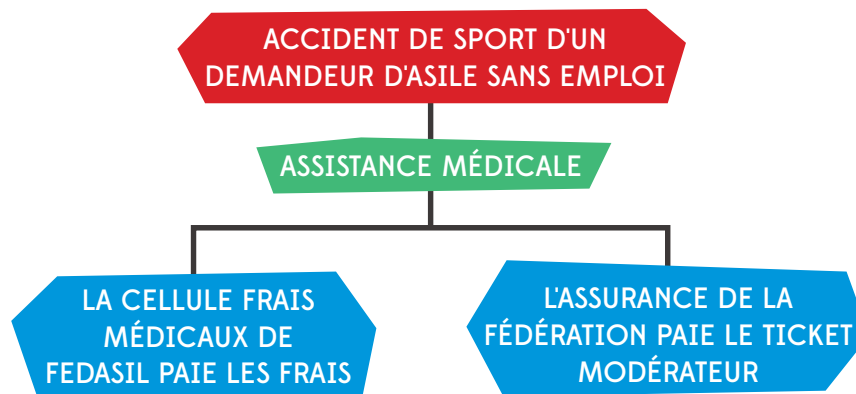 ACCIDENT DE SPORT D'UN
DEMANDEUR D'ASILE SANS EMPLOI
ASSISTANCE MÉDICALE
LA CELLULE FRAIS
MÉDICAUX DE
FEDASIL PAIE LES FRAIS
L'ASSURANCE DE LA
FÉDÉRATION PAIE LE TICKET
MODÉRATEUR